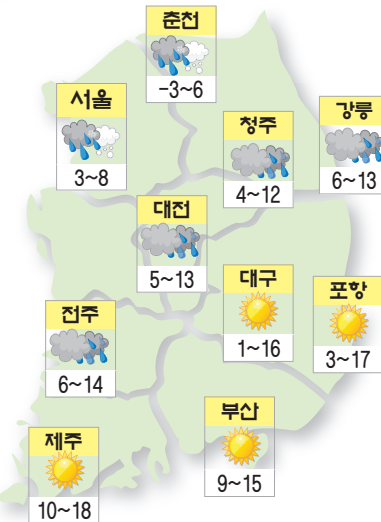 춘천
-3~6
서울
3~8
청주
4~12
강릉
6~13
대전
5~13
대구
1~16
포항
3~17
전주
6~14
부산
9~15
제주
10~18